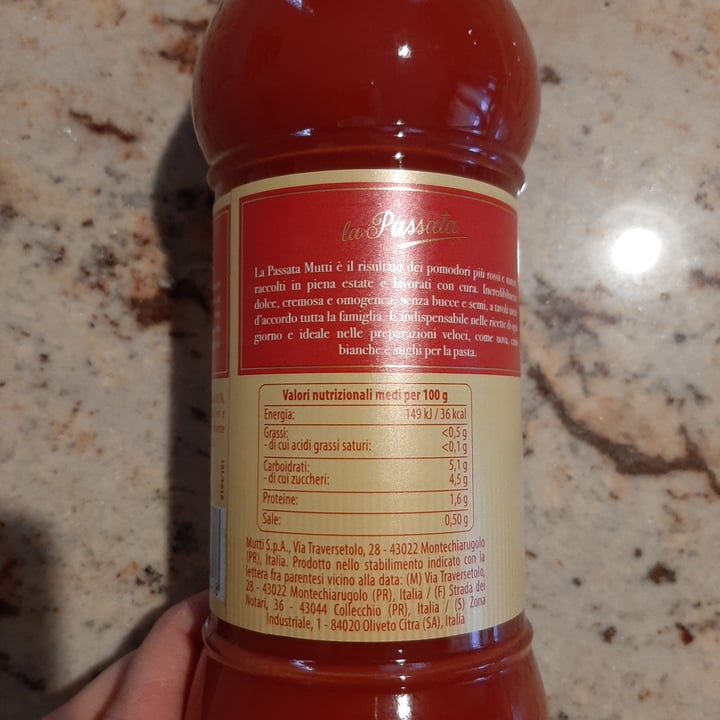 la Passata
La Passata Mutti è il risultato dei pomodori più rossi e
raccolti in piena estate e lavorati con cura.
dolce, cremosa e omogenea, senza bucce e semi, a tavola
d'accordo tutta la famiglia. È indispensabile nelle ricette di
giorno e ideale nelle preparazioni veloci, come uova,
bianche e sughi per la pasta.
Valori nutrizionali medi per 100 g
Energia: 149 kJ / 36 kcal
Grassi: <0,5 g
- di cui acidi grassi saturi: <0,1 g
Carboidrati: 5,1 g
- di cui zuccheri: 4,5 g
Proteine: 1,6 g
Sale: 0,50 g
Mutti S.p.A., Via Traversetolo, 28 - 43022 Montechiarugolo
(PR), Italia. Prodotto nello stabilimento indicato con la
lettera fra parentesi vicino alla data: (M) Via Traversetolo,
28 - 43022 Montechiarugolo (PR), Italia / (F) Strada dei
Notari, 36 - 43044 Collecchio (PR), Italia / (S) Zona
Industriale, 1 - 84020 Oliveto Citra (SA), Italia